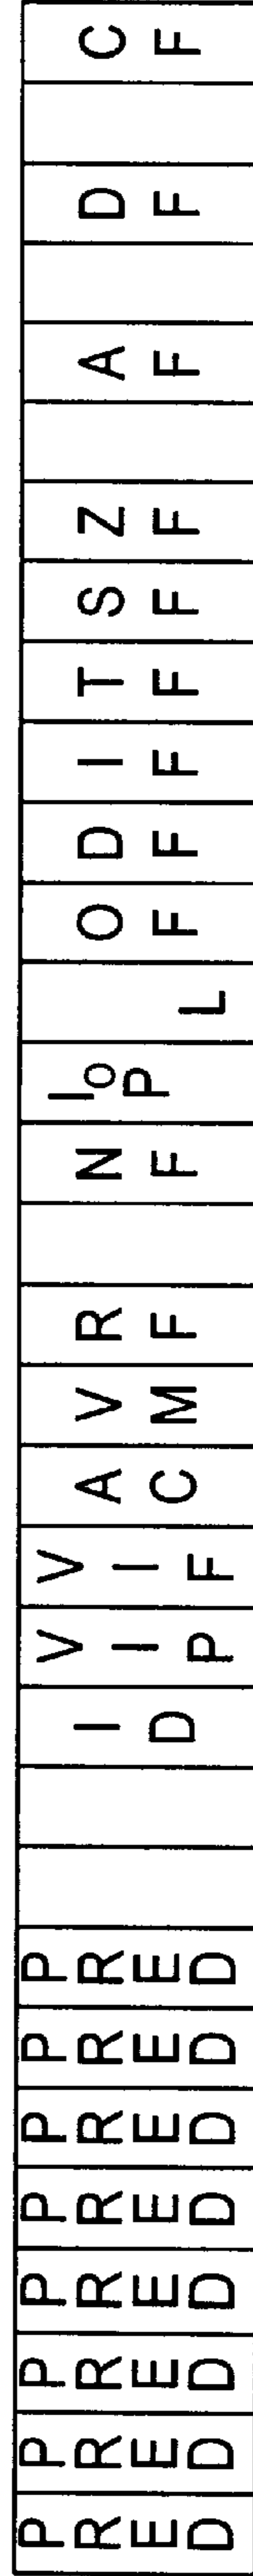 PRED
PRED
PRED
PRED
PRED
PRED
PRED
PRED
ID
VIP
VIF
AC
VM
RF
NF
IOPL
OF
DF
IF
TF
SF
ZF
AF
DF
CF